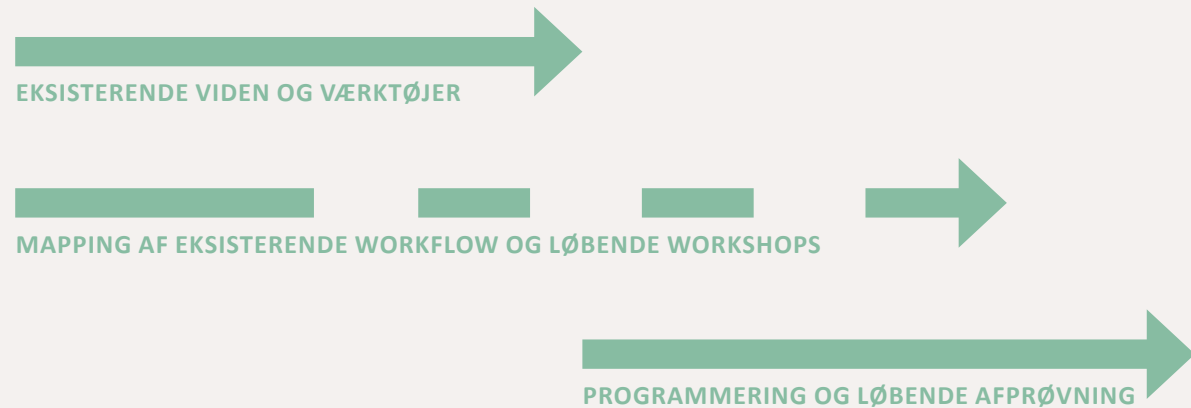 EKSISTERENDE VIDEN OG VÆRKTØJER
MAPPING AF EKSISTERENDE WORKFLOW OG LØBENDE WORKSHOPS
PROGRAMMERING OG LØBENDE AFPRØVNING